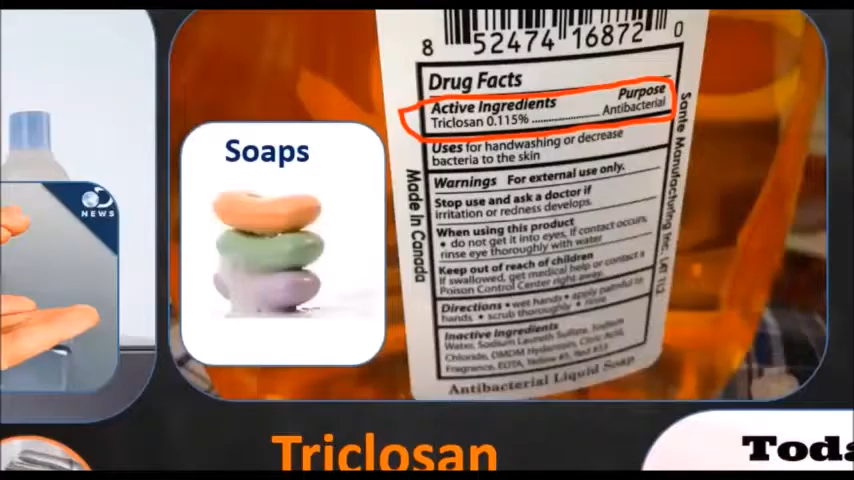 8 52474 16872 0
Drug Facts
Active Ingredients Purpose
Triclosan 0.115% .................... Antibacterial
Uses for handwashing or decrease
bacteria to the skin
Warnings For external use only.
Stop use and ask a doctor if
irritation or redness develops.
When using this product
• do not get it into eyes, if contact occurs,
rinse eye thoroughly with water
Keep out of reach of children
If swallowed, get medical help or contact a
Poison Control Center right away.
Directions • wet hands • apply palmful to
hands • scrub thoroughly • rinse
Inactive Ingredients
Water, Sodium Laureth Sulfate, Sodium
Chloride, DMDM Hydantoin, Citric Acid,
Fragrance, EDTA, Yellow #5, Red #33
Antibacterial Liquid Soap
Made in Canada
Santé Manufacturing Inc.
Soaps
NEWS
Triclosan
Toda